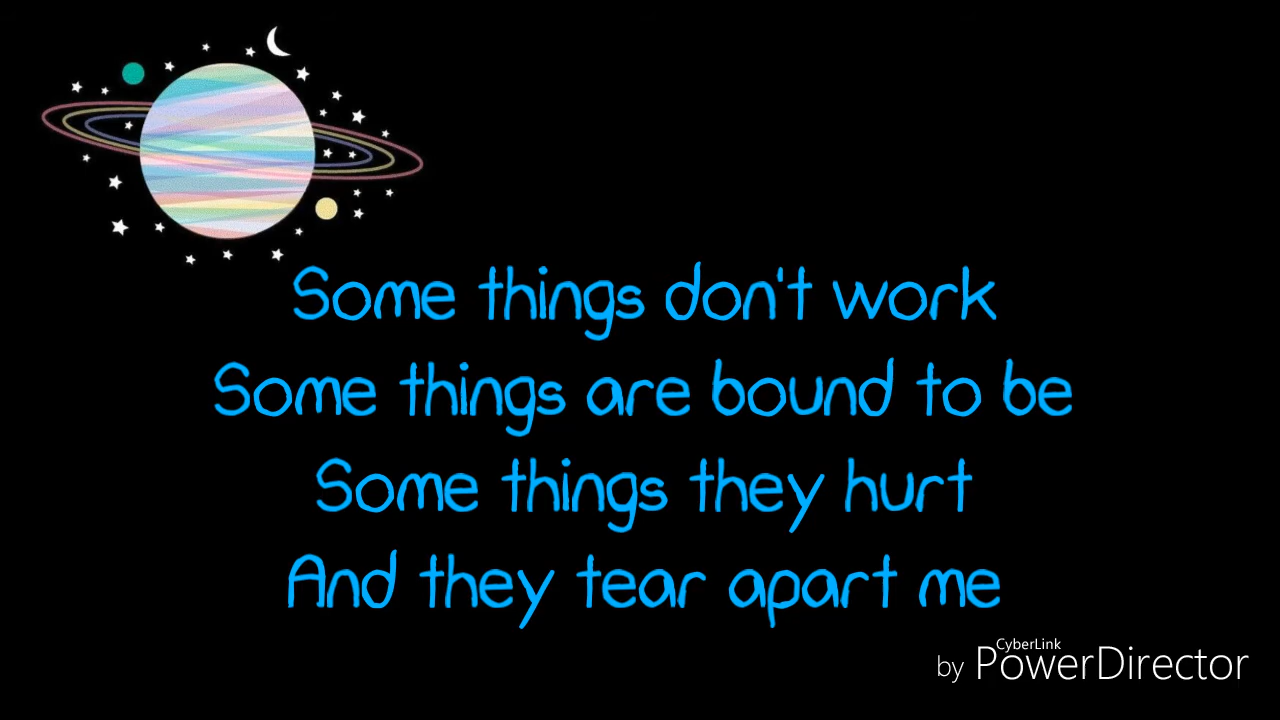 Some things don't work
Some things are bound to be
Some things they hurt
And they tear apart me
CyberLink
by PowerDirector